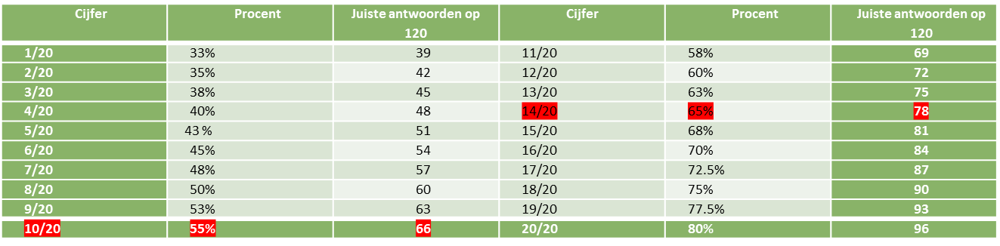 Cijfer Procent Juiste antwoorden op 120 Cijfer Procent Juiste antwoorden op 120
1/20 33% 39 11/20 58% 69
2/20 35% 42 12/20 60% 72
3/20 38% 45 13/20 63% 75
4/20 40% 48 14/20 65% 78
5/20 43 % 51 15/20 68% 81
6/20 45% 54 16/20 70% 84
7/20 48% 57 17/20 72.5% 87
8/20 50% 60 18/20 75% 90
9/20 53% 63 19/20 77.5% 93
10/20 55% 66 20/20 80% 96